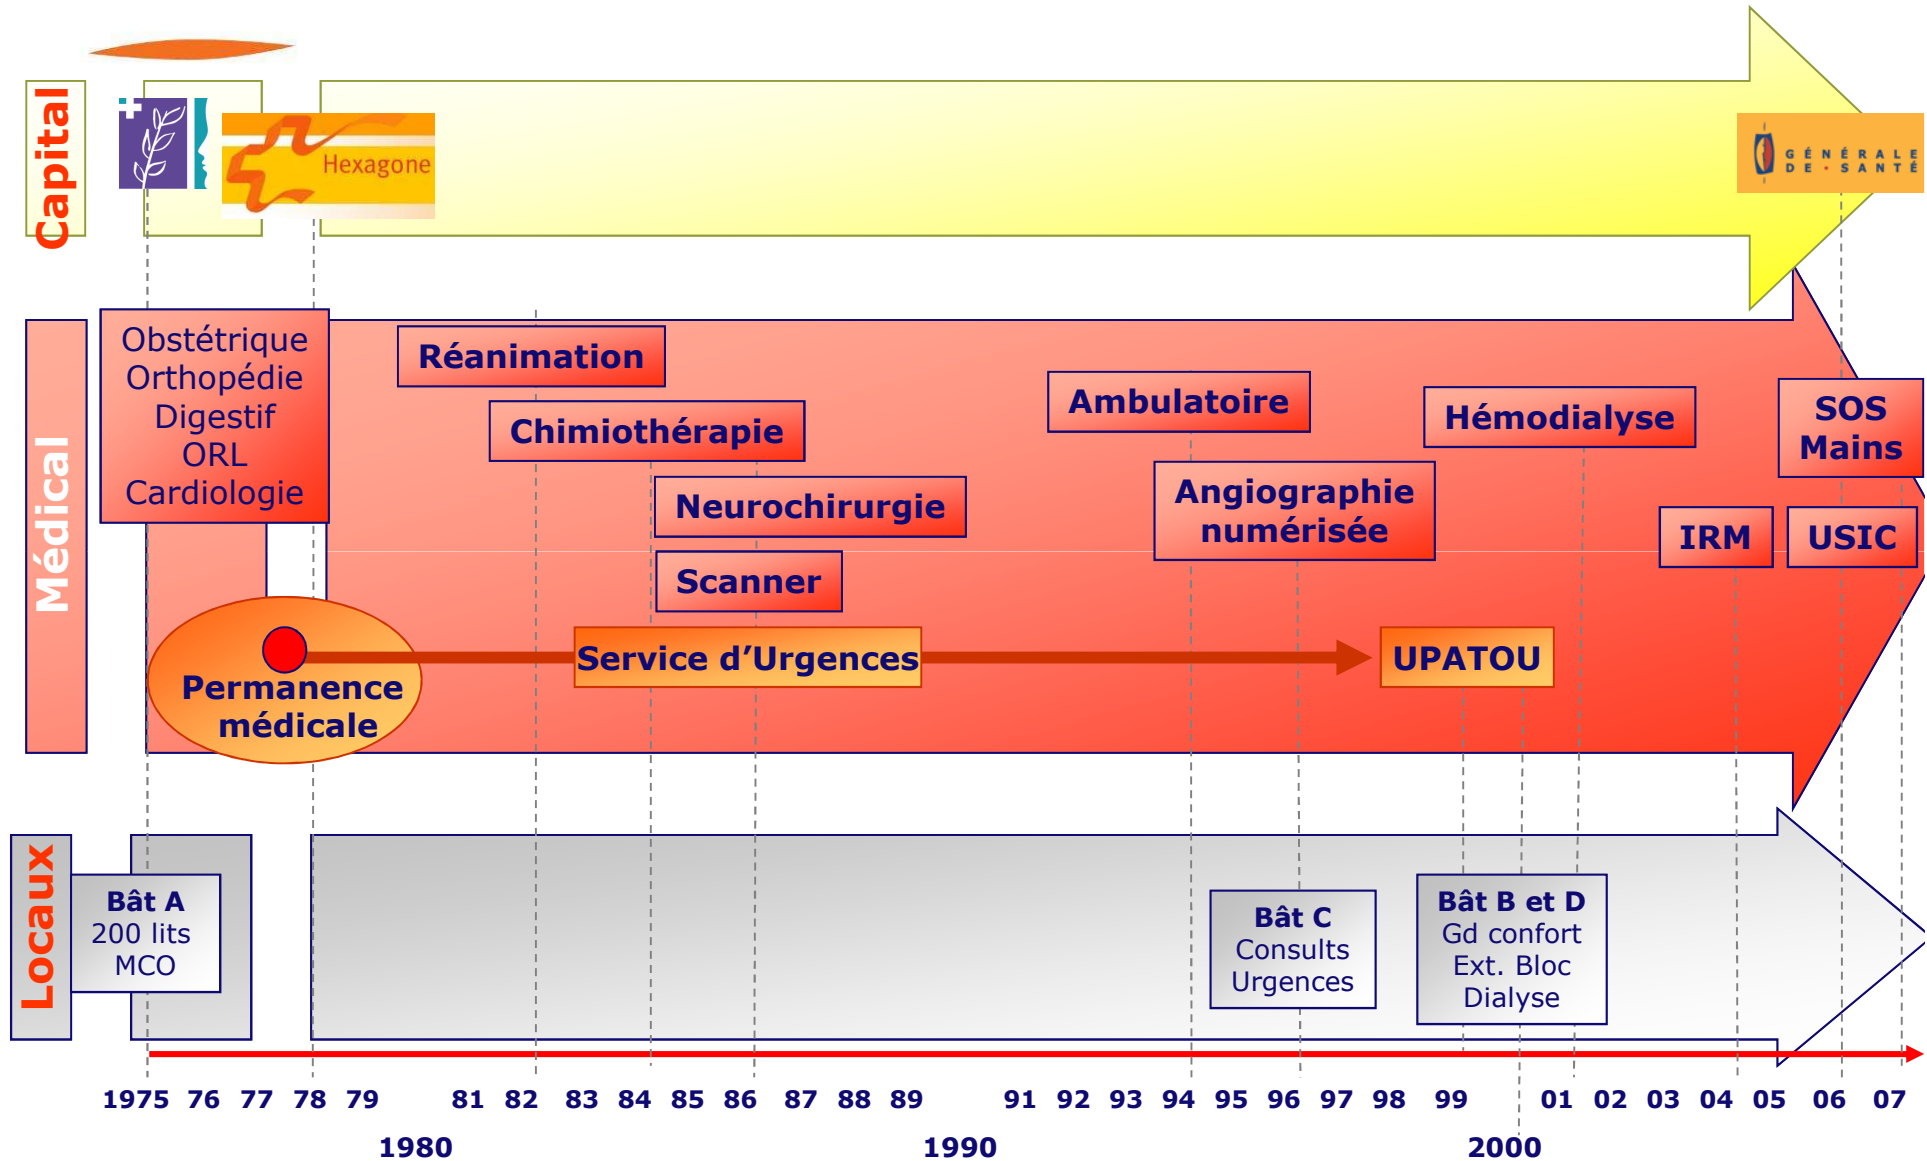 Capital
Hexagone
GÉNÉRALE
DE • SANTÉ
Médical
Obstétrique
Orthopédie
Digestif
ORL
Cardiologie
Réanimation
Chimiothérapie
Neurochirurgie
Scanner
Ambulatoire
Angiographie
numérisée
Hémodialyse
SOS
Mains
IRM
USIC
Permanence
médicale
Service d’Urgences
UPATOU
Locaux
Bât A
200 lits
MCO
Bât C
Consults
Urgences
Bât B et D
Gd confort
Ext. Bloc
Dialyse
1975 76 77 78 79 81 82 83 84 85 86 87 88 89 91 92 93 94 95 96 97 98 99 01 02 03 04 05 06 07
1980 1990 2000